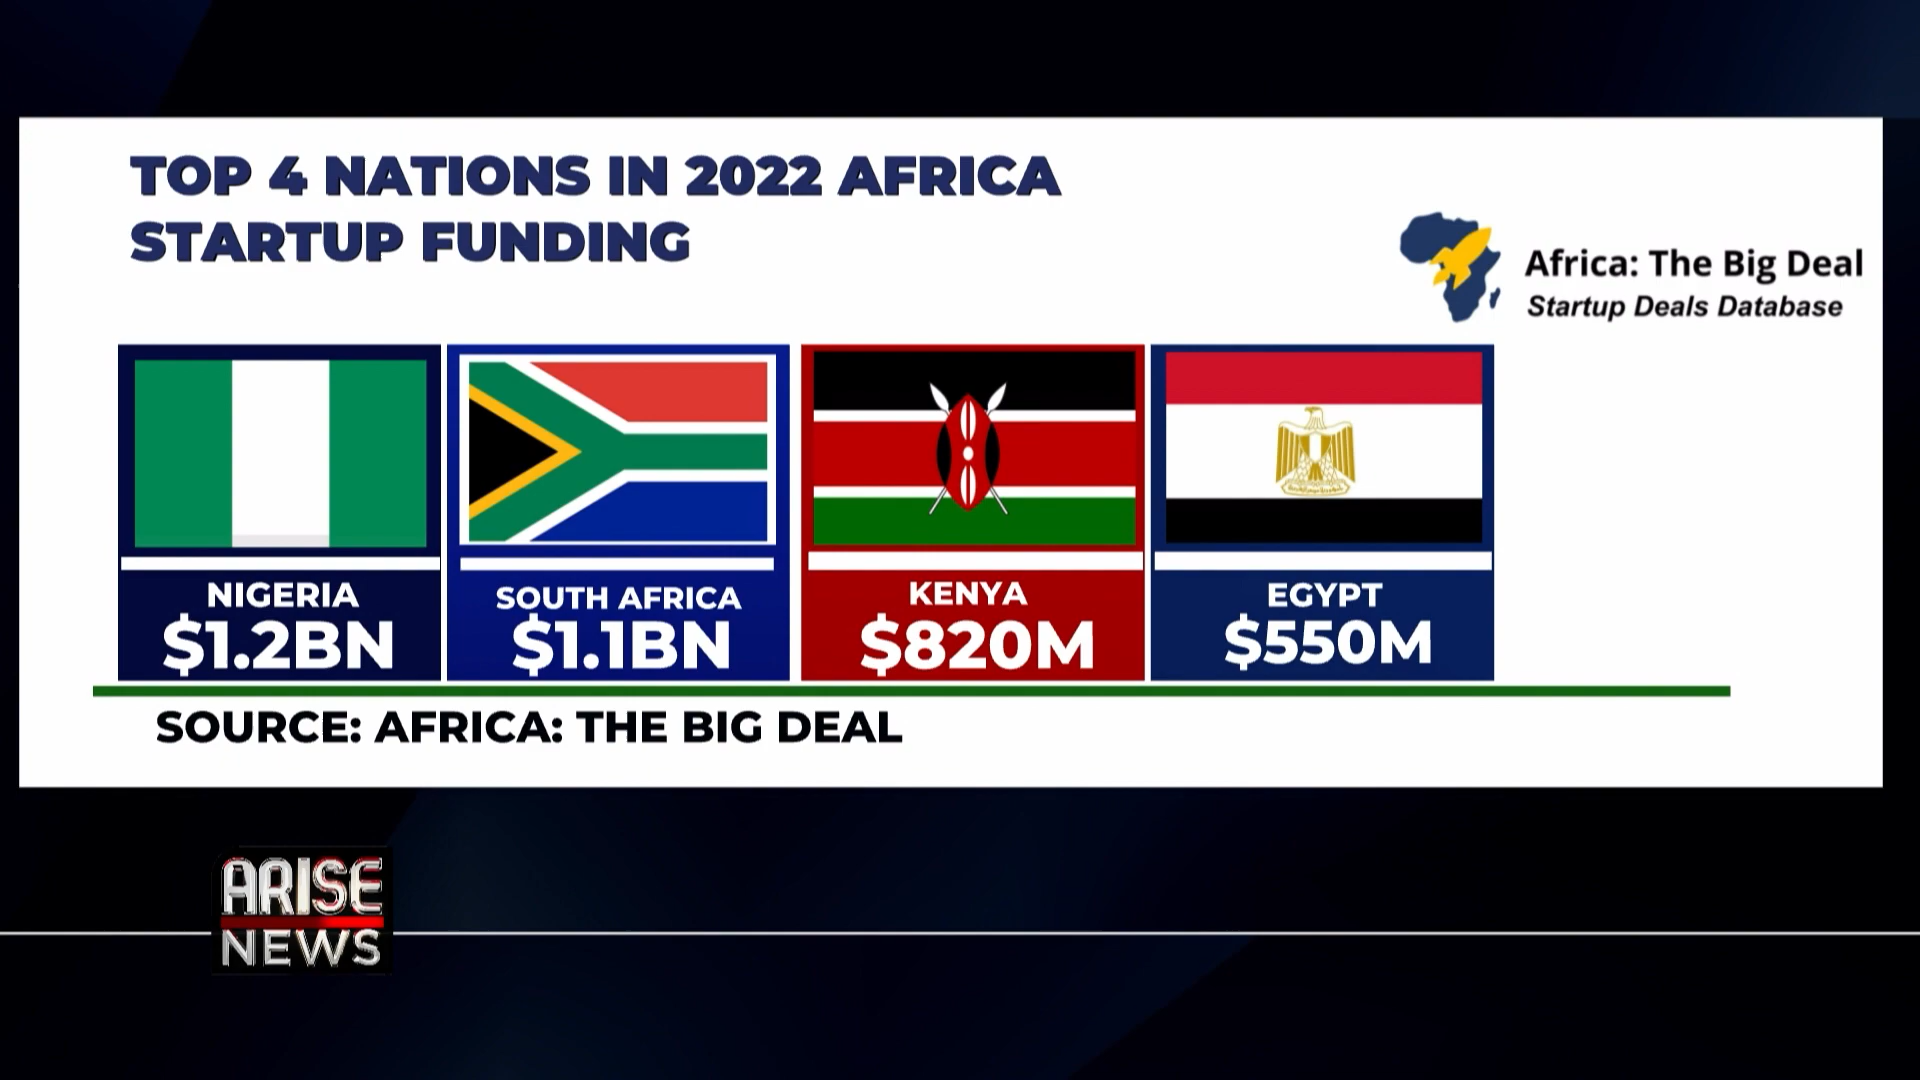 TOP 4 NATIONS IN 2022 AFRICA
STARTUP FUNDING
Africa: The Big Deal
Startup Deals Database
NIGERIA
$1.2BN
SOUTH AFRICA
$1.1BN
KENYA
$820M
EGYPT
$550M
SOURCE: AFRICA: THE BIG DEAL
ARISE
NEWS